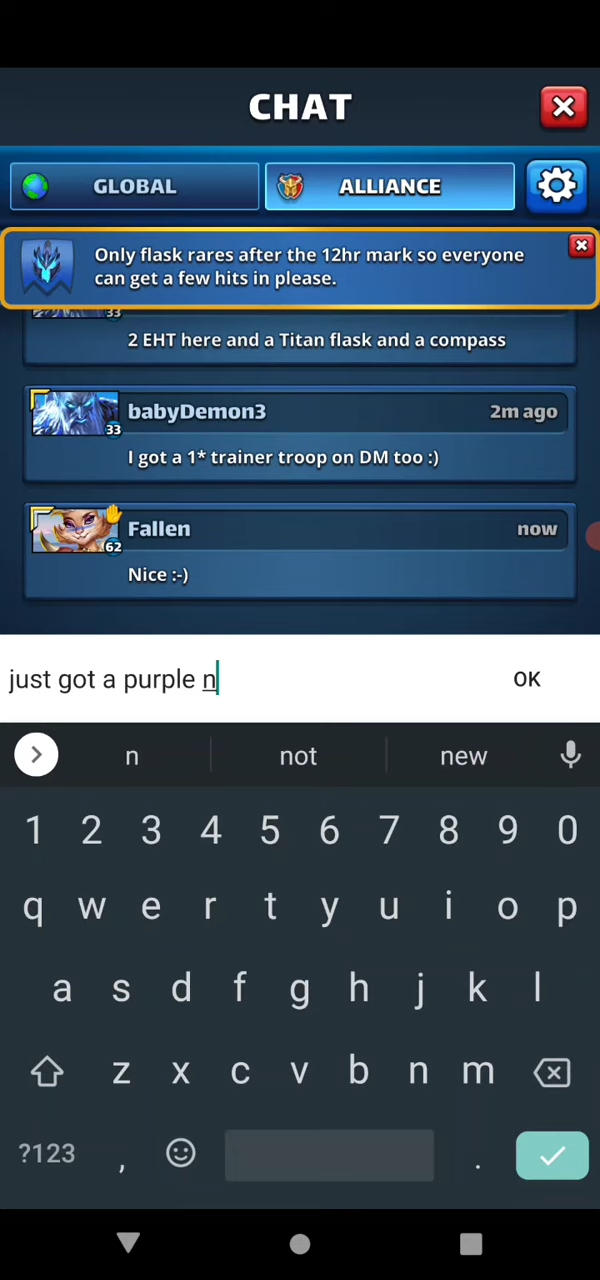 CHAT
GLOBAL
ALLIANCE
Only flask rares after the 12hr mark so everyone
can get a few hits in please.
33
2 EHT here and a Titan flask and a compass
babyDemon3
2m ago
33
I got a 1* trainer troop on DM too :)
Fallen
now
62
Nice :-)
just got a purple n
OK
n not new
1 2 3 4 5 6 7 8 9 0
q w e r t y u i o p
a s d f g h j k l
z x c v b n m
?123 , .